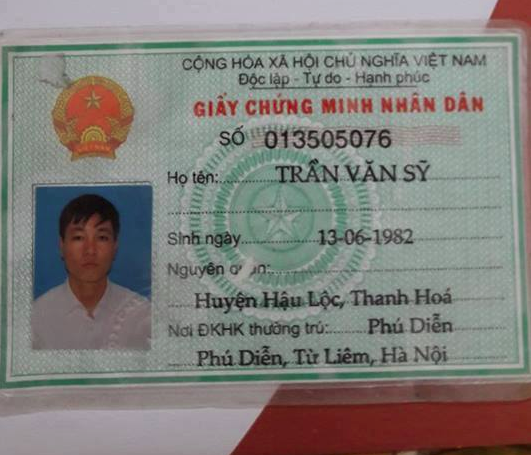 CỘNG HÒA XÃ HỘI CHỦ NGHĨA VIỆT NAM
Độc lập - Tự do - Hạnh phúc
GIẤY CHỨNG MINH NHÂN DÂN
SỐ 013505076
Họ tên: TRẦN VĂN SỸ
Sinh ngày 13-06-1982
Nguyên quán:
Huyện Hậu Lộc, Thanh Hoá
Nơi ĐKHK thường trú: Phú Diễn
Phú Diễn, Từ Liêm, Hà Nội